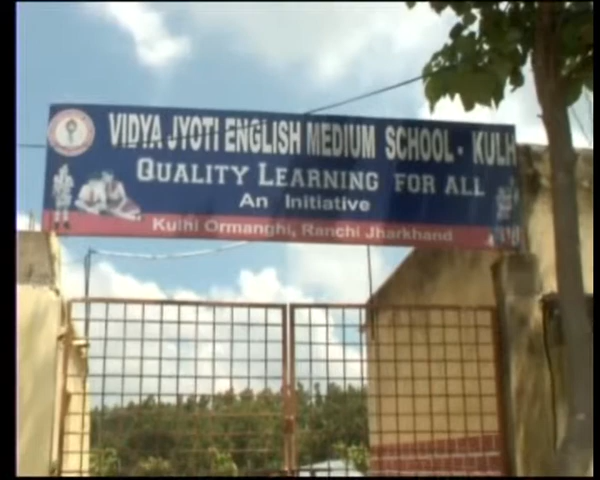 VIDYA JYOTI ENGLISH MEDIUM SCHOOL - KULH
QUALITY LEARNING FOR ALL
An Initiative
Kulhi Ormanghi, Ranchi Jharkhand